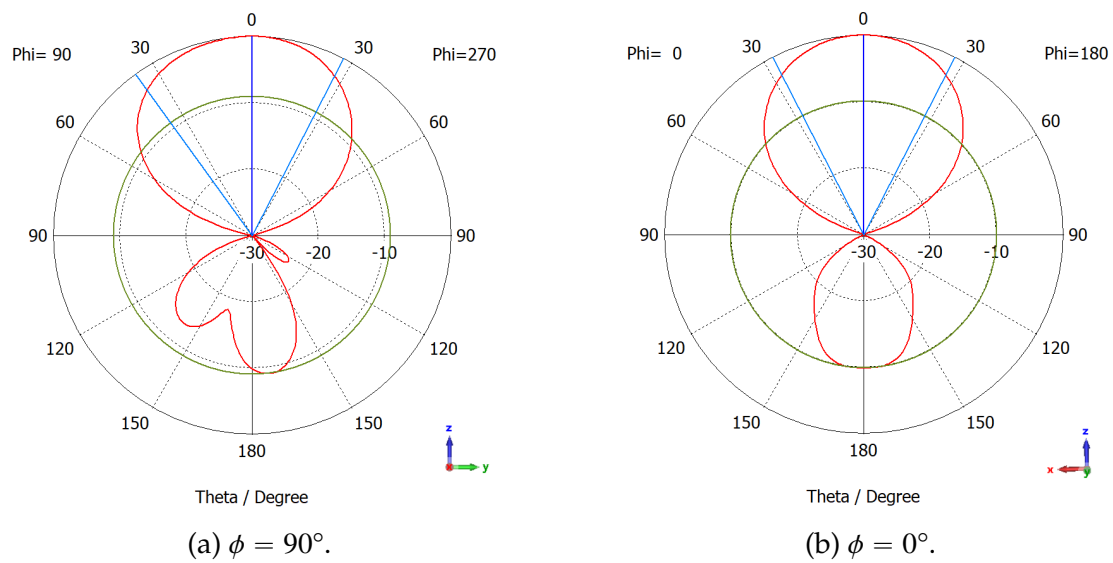 0
Phi= 90
30
30
Phi=270
60
60
90
-30
-20
-10
90
120
120
150
150
180
z
x
y
Theta / Degree
(a) ϕ = 90°.
0
Phi= 0
30
30
Phi=180
60
60
90
-30
-20
-10
90
120
120
150
150
180
z
x
y
Theta / Degree
(b) ϕ = 0°.